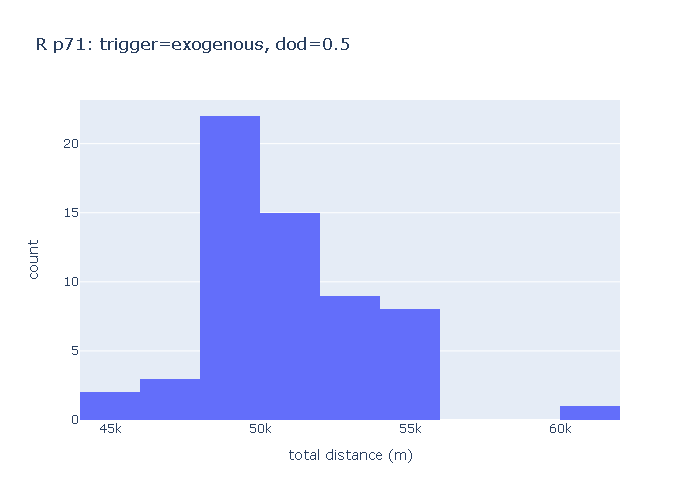 R p71: trigger=exogenous, dod=0.5
20
15
10
5
0
count
45k
50k
55k
60k
total distance (m)